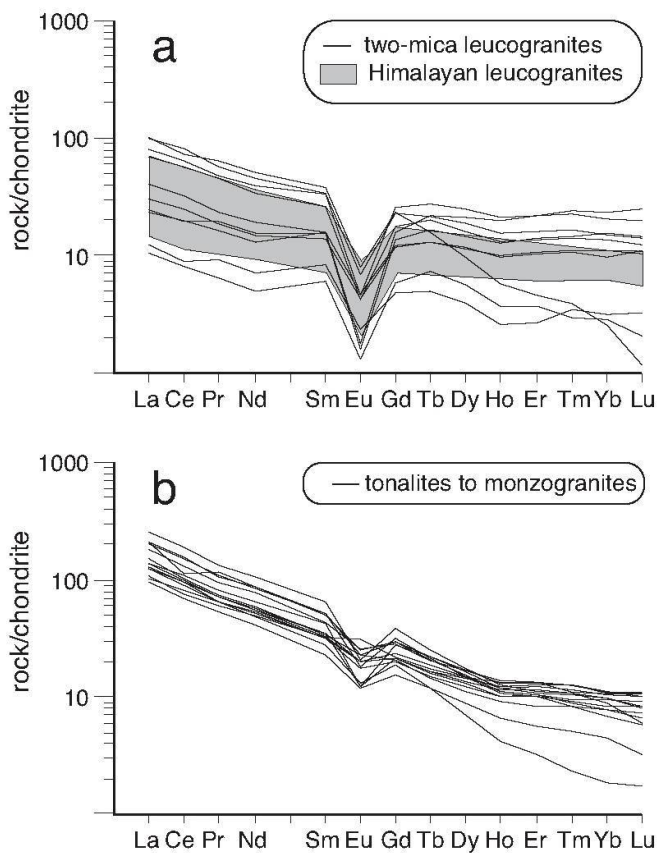 1000
a
two-mica leucogranites
Himalayan leucogranites
100
rock/chondrite
10
La Ce Pr Nd Sm Eu Gd Tb Dy Ho Er Tm Yb Lu
1000
b
tonalites to monzogranites
100
rock/chondrite
10
La Ce Pr Nd Sm Eu Gd Tb Dy Ho Er Tm Yb Lu